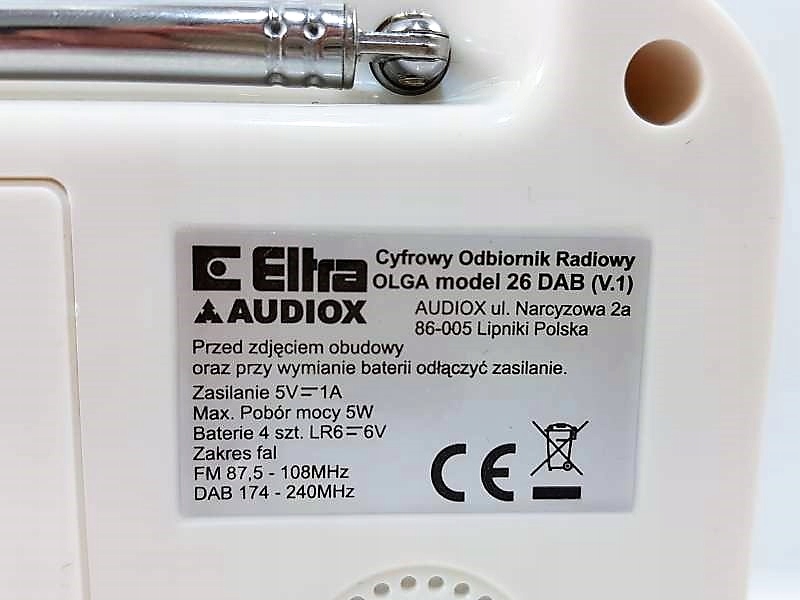 Eltra
AUDIOX
Cyfrowy Odbiornik Radiowy
OLGA model 26 DAB (V.1)
AUDIOX ul. Narcyzowa 2a
86-005 Lipniki Polska
Przed zdjęciem obudowy
oraz przy wymianie baterii odłączyć zasilanie.
Zasilanie 5V⎓1A
Max. Pobór mocy 5W
Baterie 4 szt. LR6⎓6V
Zakres fal
FM 87,5 - 108MHz
DAB 174 - 240MHz
CE